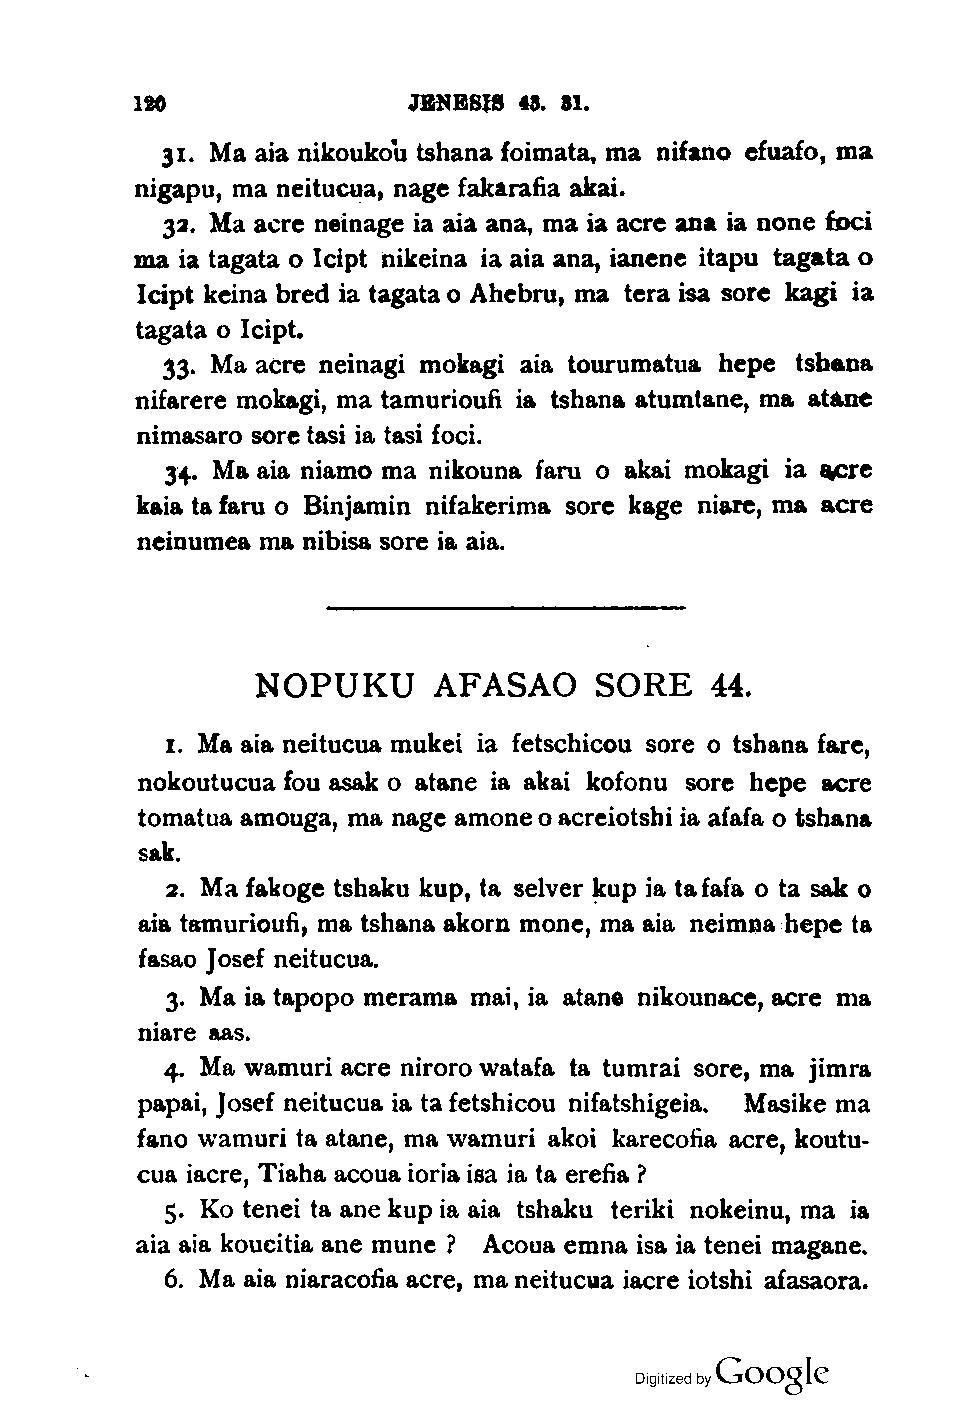 120 JENESIS 43. 31.
31. Ma aia nikoukou tshana foimata, ma nifano efuafo, ma
nigapu, ma neitucua, nage fakarafia akai.
32. Ma acre neinage ia aia ana, ma ia acre ana ia none foci
ma ia tagata o Icipt nikeina ia aia ana, ianene itapu tagata o
Icipt keina bred ia tagata o Ahebru, ma tera isa sore kagi ia
tagata o Icipt.
33. Ma acre neinagi mokagi aia tourumatua hepe tshana
nifarere mokagi, ma tamurioufi ia tshana atumtane, ma atane
nimasaro sore tasi ia tasi foci.
34. Ma aia niamo ma nikouna faru o akai mokagi ia acre
kaia ta faru o Binjamin nifakerima sore kage niare, ma acre
neinumea ma nibisa sore ia aia.
NOPUKU AFASAO SORE 44.
1. Ma aia neitucua mukei ia fetschicou sore o tshana fare,
nokoutucua fou asak o atane ia akai kofonu sore hepe acre
tomatua amouga, ma nage amone o acreiotshi ia afafa o tshana
sak.
2. Ma fakoge tshaku kup, ta selver kup ia ta fafa o ta sak o
aia tamurioufi, ma tshana akorn mone, ma aia neimna hepe ta
fasao Josef neitucua.
3. Ma ia tapopo merama mai, ia atane nikounace, acre ma
niare aas.
4. Ma wamuri acre niroro watafa ta tumrai sore, ma jimra
papai, Josef neitucua ia ta fetshicou nifatshigeia. Masike ma
fano wamuri ta atane, ma wamuri akoi karecofia acre, koutu-
cua iacre, Tiaha acoua ioria isa ia ta erefia ?
5. Ko tenei ta ane kup ia aia tshaku teriki nokeinu, ma ia
aia aia koucitia ane mune ? Acoua emna isa ia tenei magane.
6. Ma aia niaracofia acre, ma neitucua iacre iotshi afasaora.
Digitized by Google